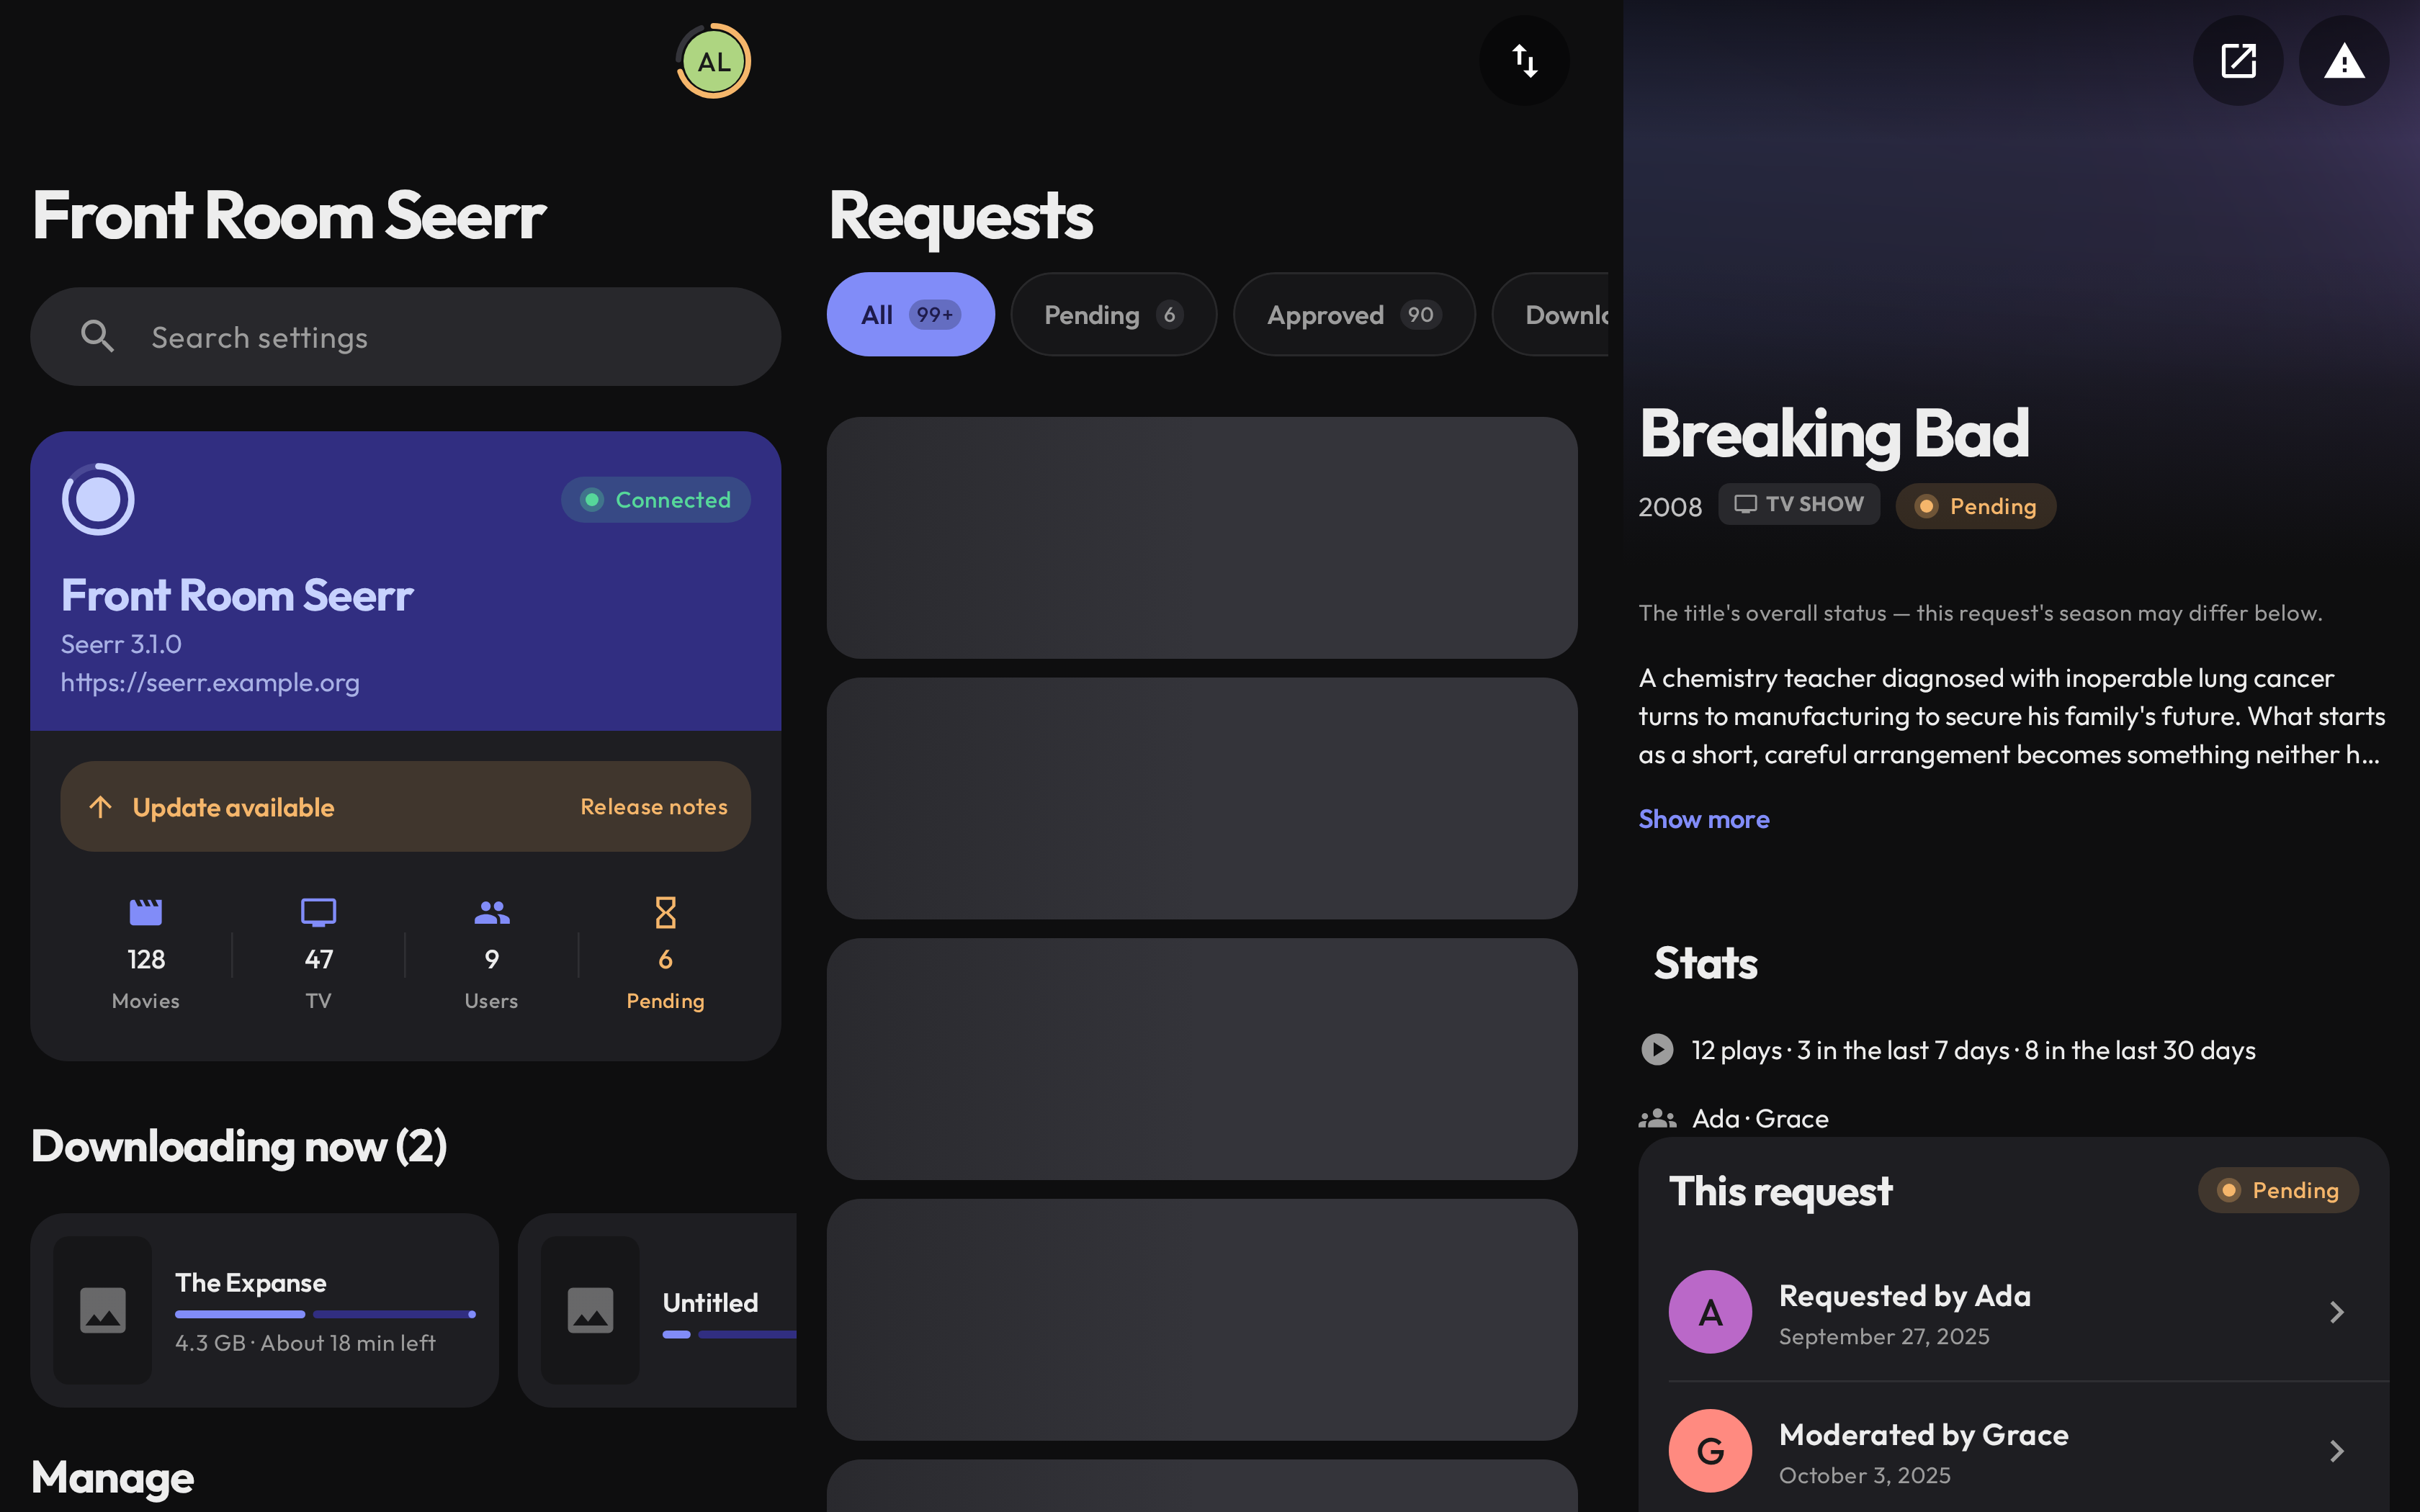 AL
Front Room Seerr
Search settings
Connected
Front Room Seerr
Seerr 3.1.0
https://seerr.example.org
Update available
Release notes
128
47
9
6
Movies
TV
Users
Pending
Downloading now (2)
The Expanse
4.3 GB · About 18 min left
Untitled
Manage
Requests
All 99+
Pending 6
Approved 90
Downlo
Breaking Bad
2008
TV SHOW
Pending
The title's overall status — this request's season may differ below.
A chemistry teacher diagnosed with inoperable lung cancer
turns to manufacturing to secure his family's future. What starts
as a short, careful arrangement becomes something neither h...
Show more
Stats
12 plays · 3 in the last 7 days · 8 in the last 30 days
Ada · Grace
This request
Pending
A
Requested by Ada
September 27, 2025
G
Moderated by Grace
October 3, 2025